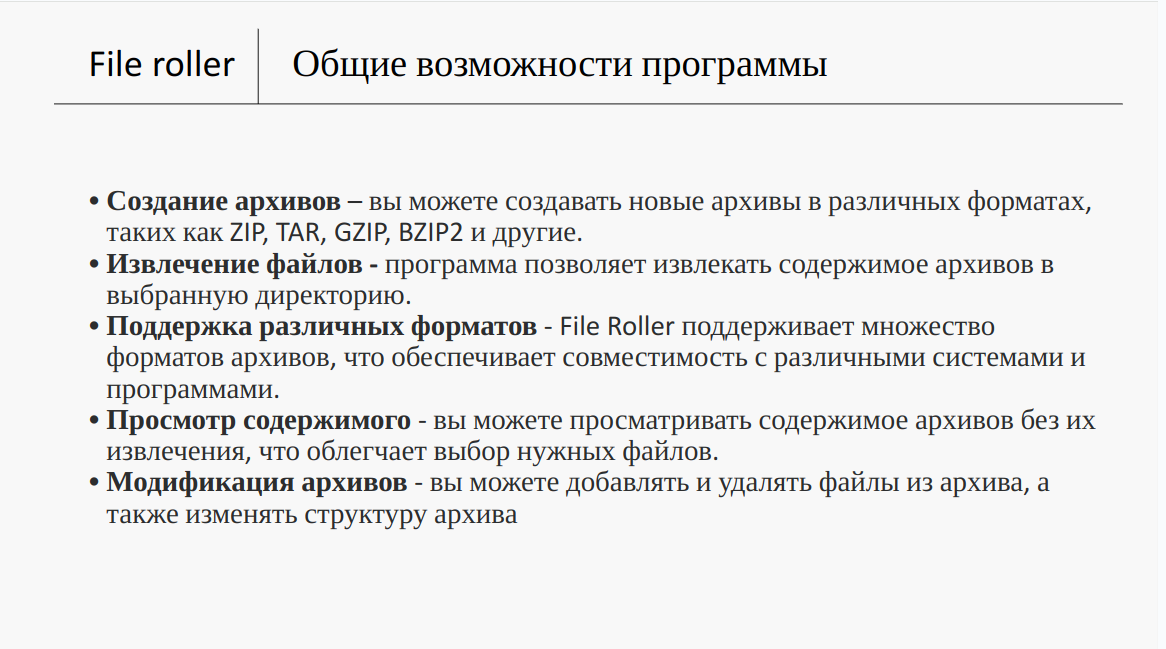 File roller
Общие возможности программы
• Создание архивов – вы можете создавать новые архивы в различных форматах,
таких как ZIP, TAR, GZIP, BZIP2 и другие.
• Извлечение файлов - программа позволяет извлекать содержимое архивов в
выбранную директорию.
• Поддержка различных форматов - File Roller поддерживает множество
форматов архивов, что обеспечивает совместимость с различными системами и
программами.
• Просмотр содержимого - вы можете просматривать содержимое архивов без их
извлечения, что облегчает выбор нужных файлов.
• Модификация архивов - вы можете добавлять и удалять файлы из архива, а
также изменять структуру архива